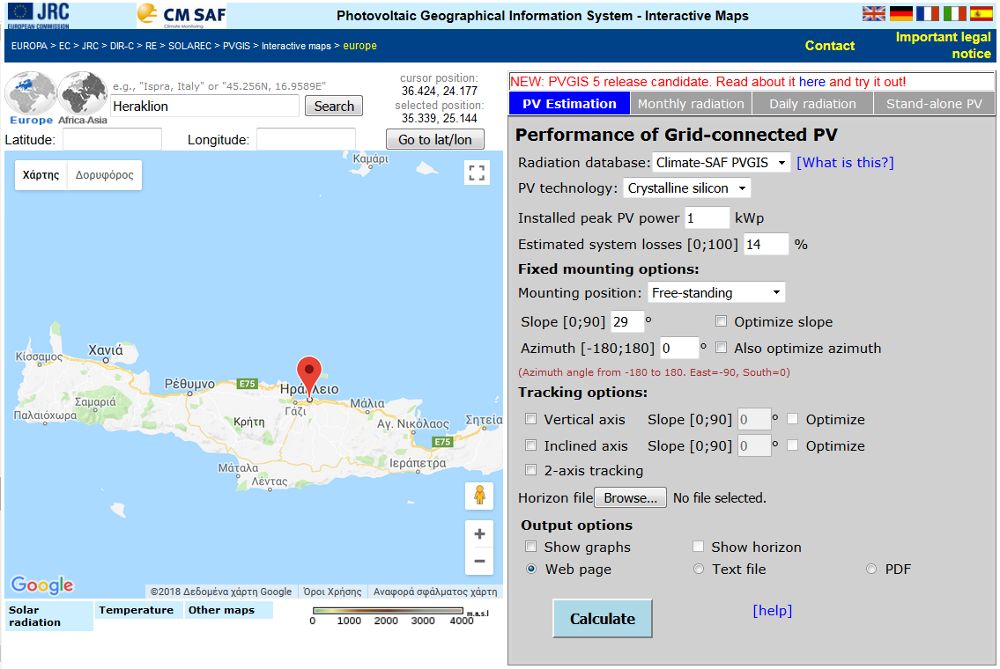 JRC
EUROPEAN COMMISSION
CM SAF
Climate Monitoring
Photovoltaic Geographical Information System - Interactive Maps
EUROPA > EC > JRC > DIR-C > RE > SOLAREC > PVGIS > Interactive maps > europe
Contact
Important legal
notice
Europe
Africa-Asia
e.g., "Ispra, Italy" or "45.256N, 16.9589E"
Heraklion
Search
cursor position:
36.424, 24.177
selected position:
35.339, 25.144
Latitude:
Longitude:
Go to lat/lon
Χάρτης
Δορυφόρος
Καμάρι
Κίσσαμος
Χανιά
Ρέθυμνο
E75
Ηράκλειο
Σαμαριά
Παλαιόχωρα
Γάζι
Μάλια
Κρήτη
Αγ. Νικόλαος
Σητεία
E75
Ιεράπετρα
Μάταλα
Λέντας
Google
©2018 Δεδομένα χάρτη Google
Όροι Χρήσης
Αναφορά σφάλματος χάρτη
Solar
radiation
Temperature
Other maps
m.a.s.l
0 1000 2000 3000 4000
NEW: PVGIS 5 release candidate. Read about it here and try it out!
PV Estimation
Monthly radiation
Daily radiation
Stand-alone PV
Performance of Grid-connected PV
Radiation database: Climate-SAF PVGIS [What is this?]
PV technology: Crystalline silicon
Installed peak PV power 1 kWp
Estimated system losses [0;100] 14 %
Fixed mounting options:
Mounting position: Free-standing
Slope [0;90] 29 º Optimize slope
Azimuth [-180;180] 0 º Also optimize azimuth
(Azimuth angle from -180 to 180. East=-90, South=0)
Tracking options:
Vertical axis Slope [0;90] 0 º Optimize
Inclined axis Slope [0;90] 0 º Optimize
2-axis tracking
Horizon file Browse... No file selected.
Output options
Show graphs Show horizon
Web page Text file PDF
Calculate
[help]